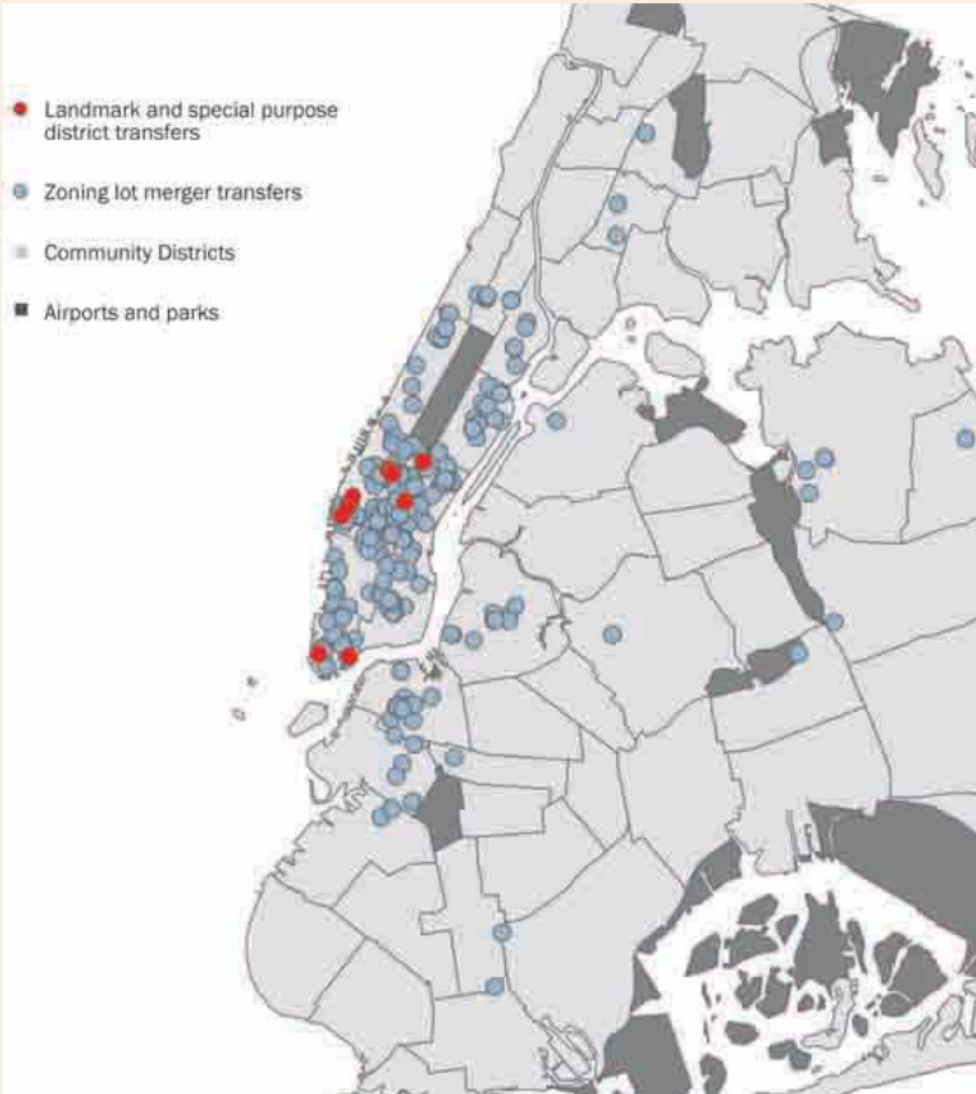 Landmark and special purpose
district transfers
Zoning lot merger transfers
Community Districts
Airports and parks